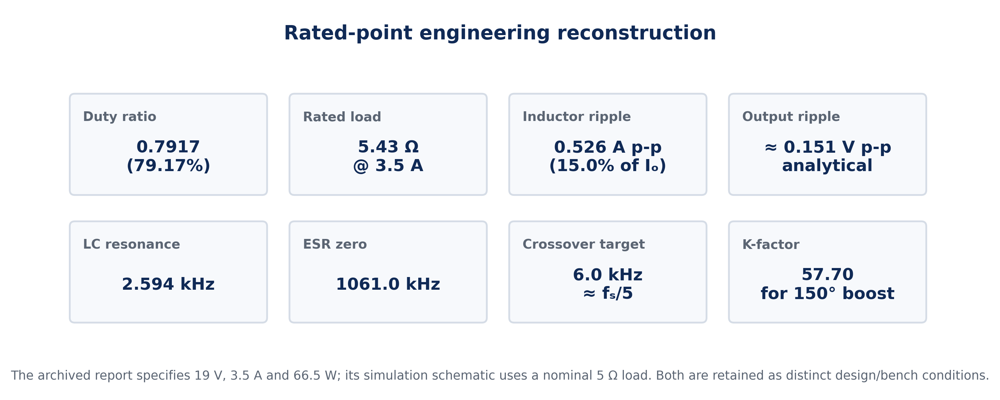 Rated-point engineering reconstruction
Duty ratio
0.7917
(79.17%)
Rated load
5.43 Ω
@ 3.5 A
Inductor ripple
0.526 A p-p
(15.0% of Iₒ)
Output ripple
≈ 0.151 V p-p
analytical
LC resonance
2.594 kHz
ESR zero
1061.0 kHz
Crossover target
6.0 kHz
≈ fₛ/5
K-factor
57.70
for 150° boost
The archived report specifies 19 V, 3.5 A and 66.5 W; its simulation schematic uses a nominal 5 Ω load. Both are retained as distinct design/bench conditions.